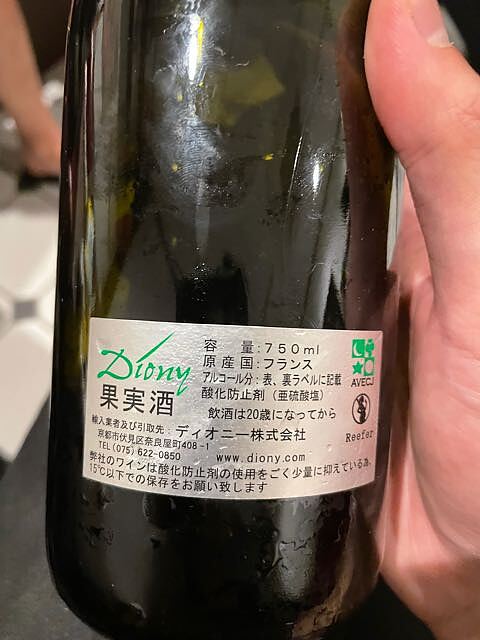 Diony
果実酒
容 量:750ml
原産国:フランス
アルコール分:表、裏ラベルに記載
酸化防止剤(亜硫酸塩)
飲酒は20歳になってから
AVECJ
Reefer
輸入業者及び引取先:ディオニー株式会社
京都市伏見区奈良屋町408-1
TEL(075)622-0850 www.diony.com
弊社のワインは酸化防止剤の使用をごく少量に抑えている為、
15℃以下での保存をお願い致します